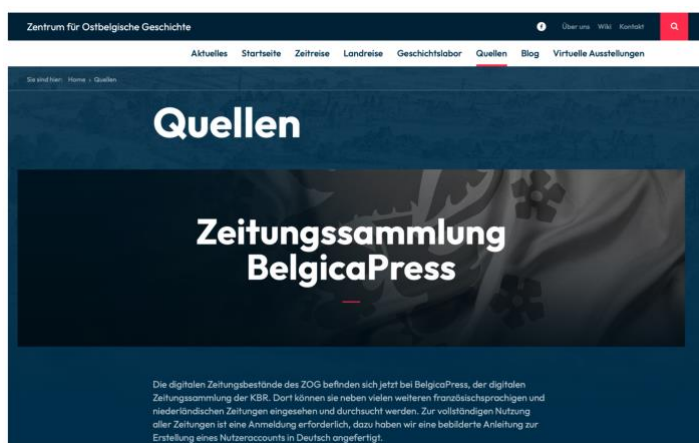 Zentrum für Ostbelgische Geschichte
Über uns Wiki Kontakt
Aktuelles Startseite Zeitreise Landreise Geschichtslabor Quellen Blog Virtuelle Ausstellungen
Sie sind hier: Home › Quellen
Quellen
Zeitungssammlung
BelgicaPress
Die digitalen Zeitungsbestände des ZOG befinden sich jetzt bei BelgicaPress, der digitalen
Zeitungssammlung der KBR. Dort können sie neben vielen weiteren französischsprachigen und
niederländischen Zeitungen eingesehen und durchsucht werden. Zur vollständigen Nutzung
aller Zeitungen ist eine Anmeldung erforderlich, dazu haben wir eine bebilderte Anleitung zur
Erstellung eines Nutzeraccounts in Deutsch angefertigt.